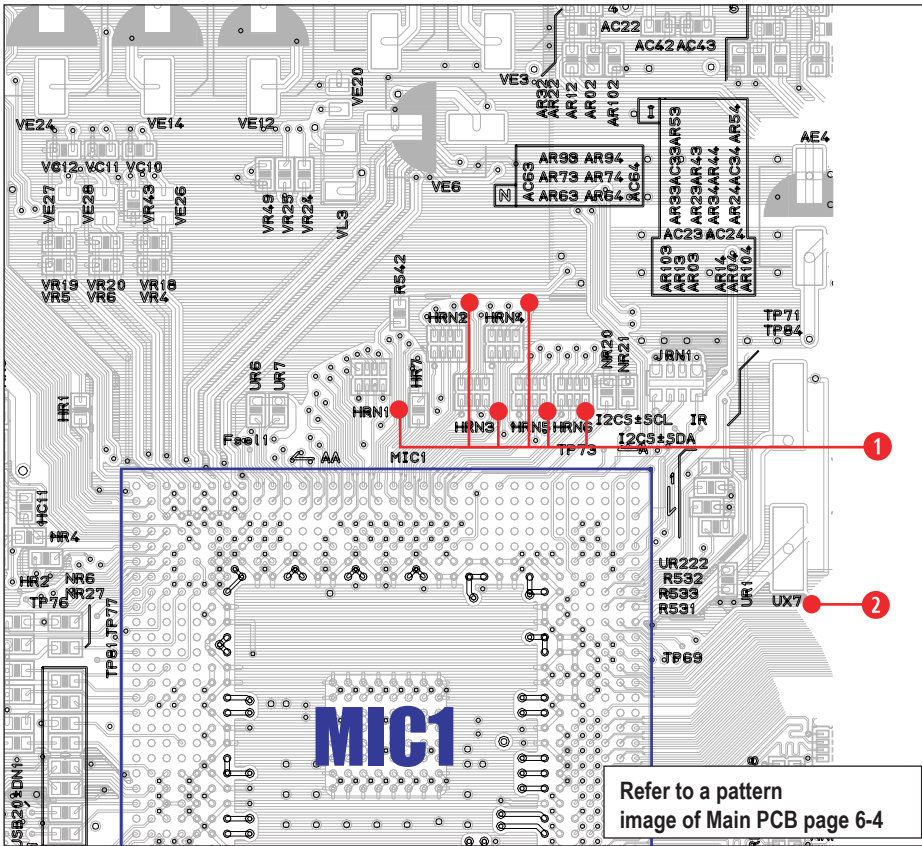 AC22
AC42 AC43
VE3
VE20
AR32
AR22
AR12
AR02
AR102
VE24
VE14
VE12
AE4
VC12
VC11
VC10
AR93 AR94
AR73 AR74
AR63 AR64
AC63
AC64
N
AR33AC33AR53
AR23AR43
AR34AR44
AR24AC34 AR54
AC23 AC24
AR103
AR13
AR03
AR14
AR04
AR104
VE6
VE27
VE28
VR43
VE26
VR49
VR25
VR24
VL3
VR19
VR5
VR20
VR6
VR18
VR4
R542
HRN2
HRN4
TP71
TP84
NR20
NR21
JRN1
HR1
UR6
UR7
HR7
HRN1
HRN3
HRN5
HRN6
I2CS±SCL
IR
Fsel1
AA
MIC1
TP73
I2CS±SDA
A
1
HC11
HR4
HR2
NR6
NR27
TP76
TP77
TP81
UR222
R532
R533
R531
UR1
UX7
2
TP69
MIC1
USB20±DN1
Refer to a pattern
image of Main PCB page 6-4